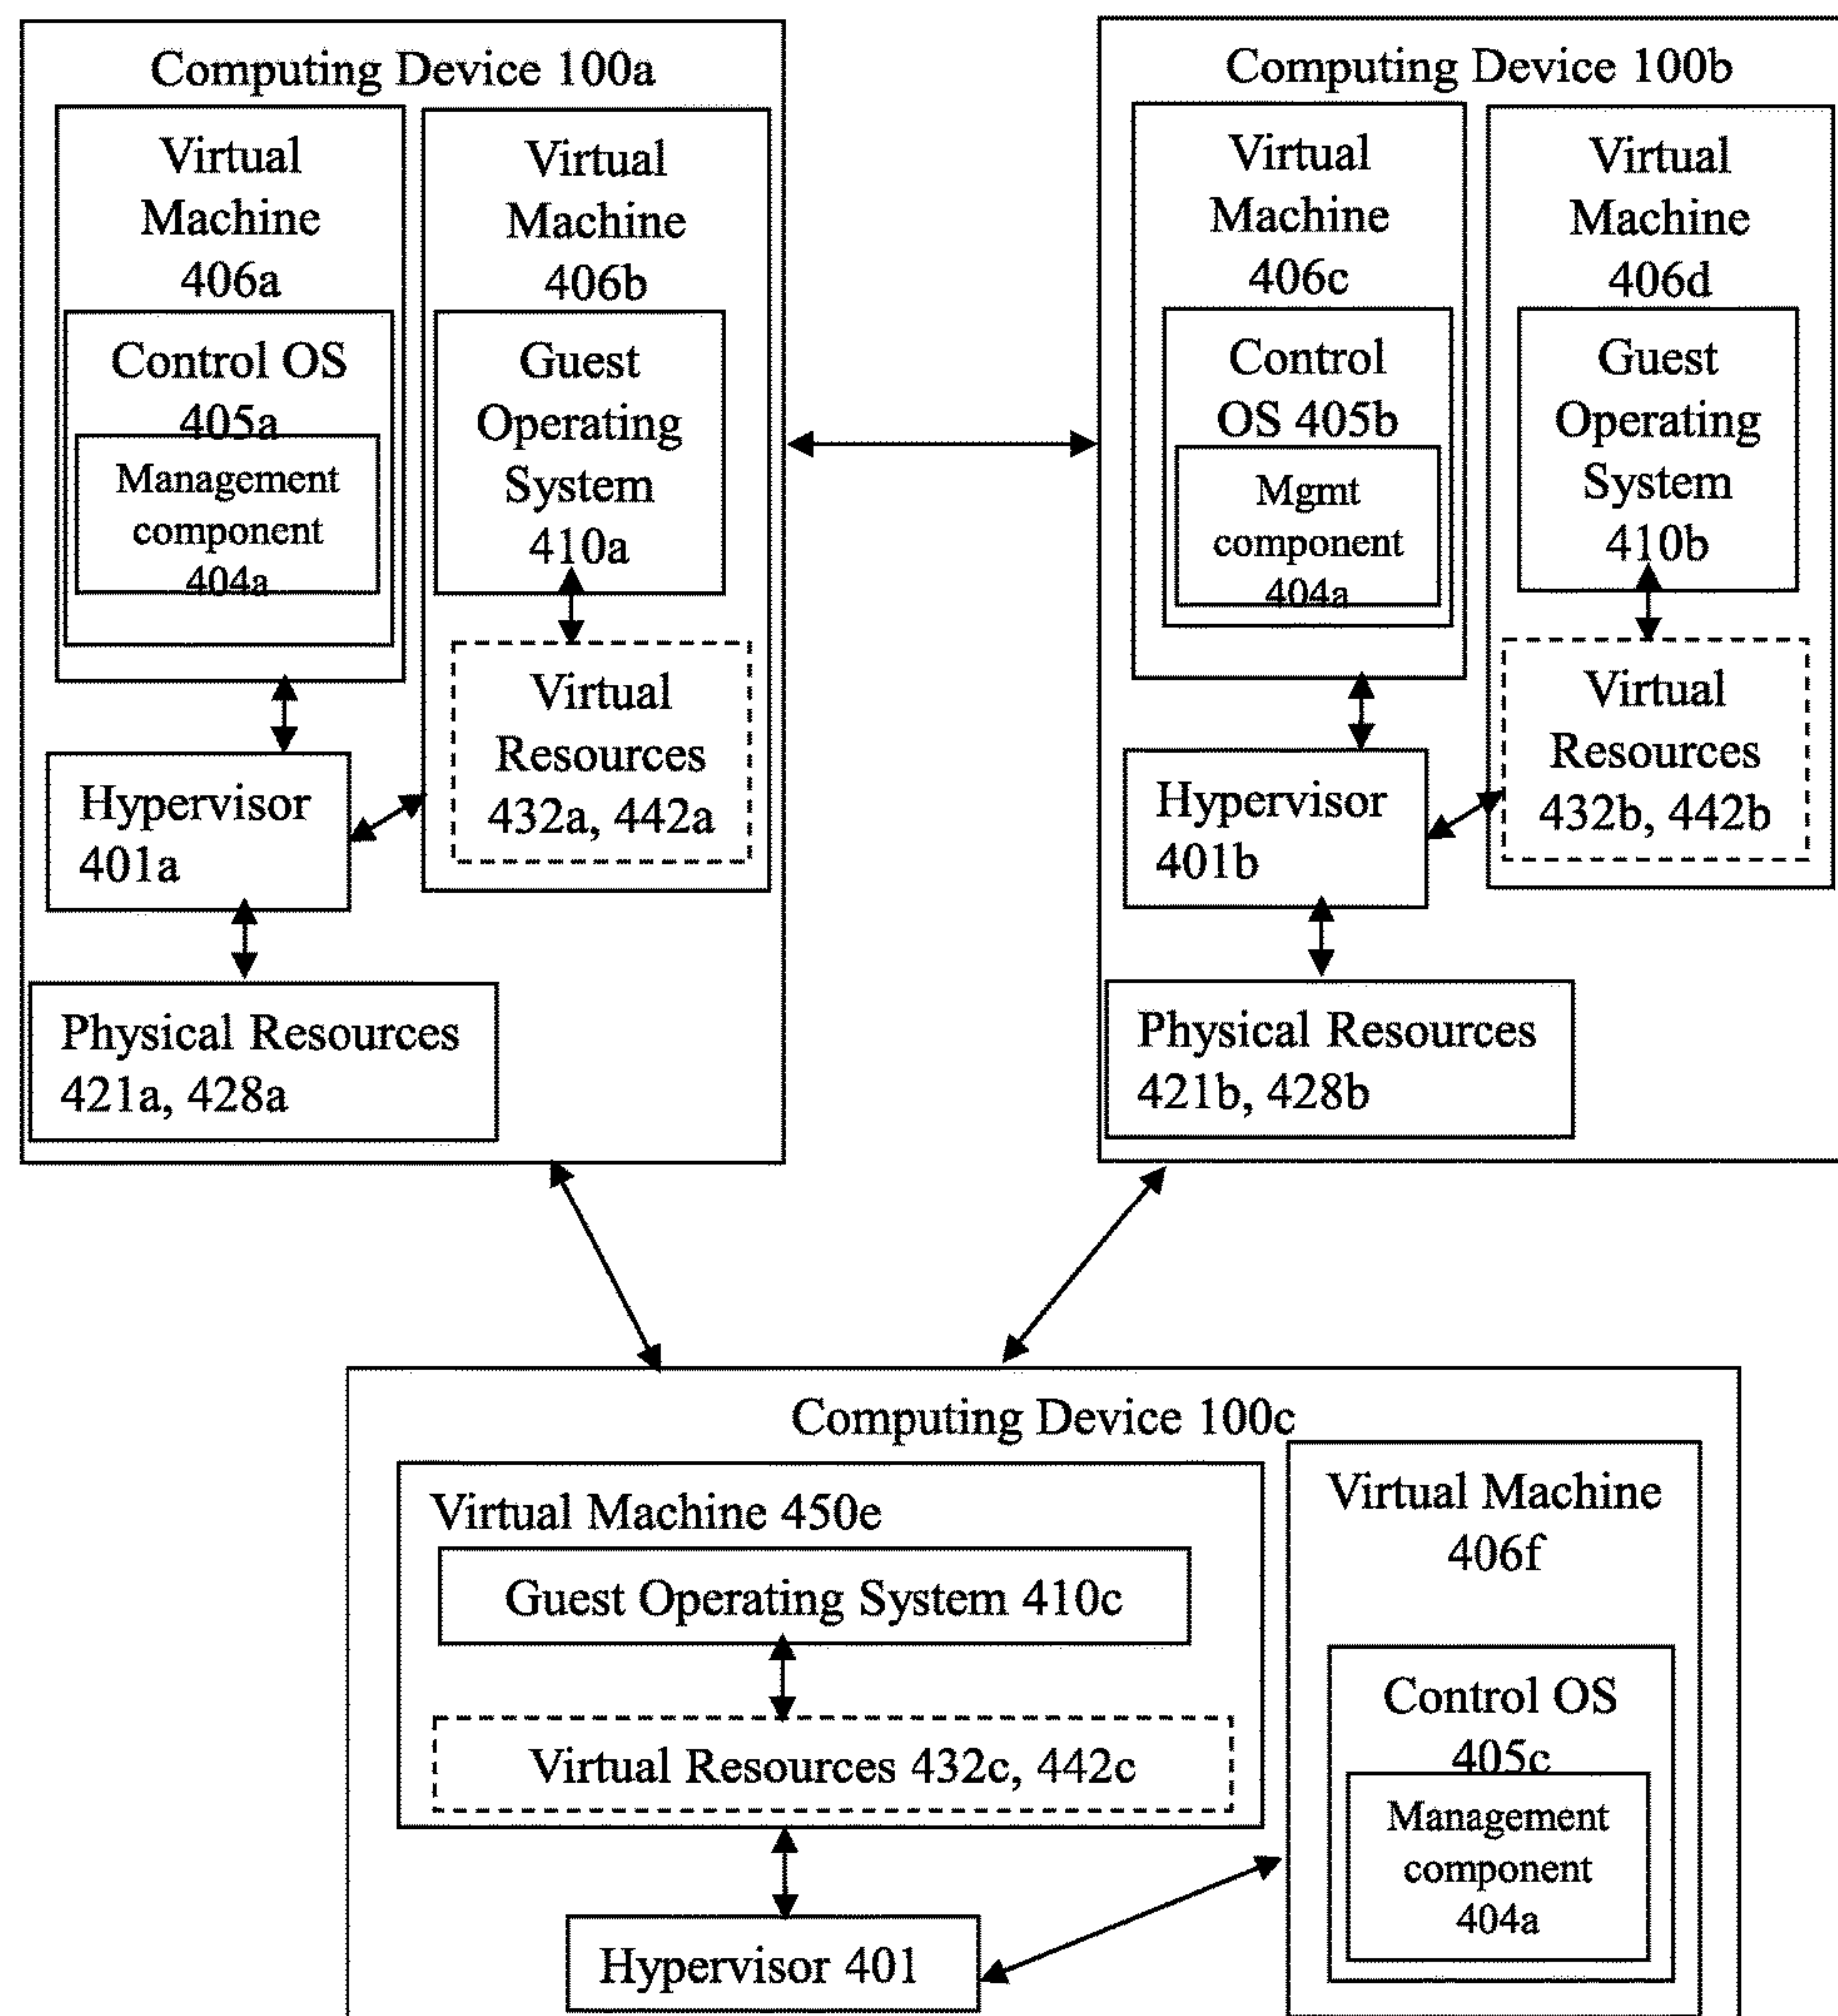 Computing Device 100a
Virtual
Machine
406a
Control OS
405a
Management
component
404a
Virtual
Machine
406b
Guest
Operating
System
410a
Virtual
Resources
432a, 442a
Hypervisor
401a
Physical Resources
421a, 428a
Computing Device 100b
Virtual
Machine
406c
Control
OS 405b
Mgmt
component
404a
Virtual
Machine
406d
Guest
Operating
System
410b
Virtual
Resources
432b, 442b
Hypervisor
401b
Physical Resources
421b, 428b
Computing Device 100c
Virtual Machine 450e
Guest Operating System 410c
Virtual Resources 432c, 442c
Hypervisor 401
Virtual Machine
406f
Control OS
405c
Management
component
404a